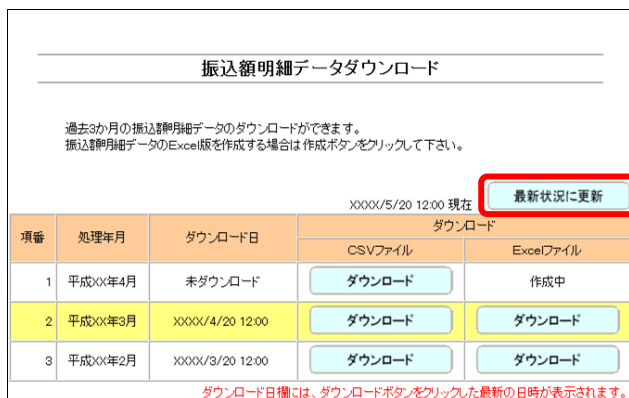 振込額明細データダウンロード
過去3か月の振込額明細データのダウンロードができます。
振込額明細データのExcel版を作成する場合は作成ボタンをクリックして下さい。
XXXX/5/20 12:00 現在 最新状況に更新
項番 処理年月 ダウンロード日 ダウンロード
CSVファイル Excelファイル
1 平成XX年4月 未ダウンロード ダウンロード 作成中
2 平成XX年3月 XXXX/4/20 12:00 ダウンロード ダウンロード
3 平成XX年2月 XXXX/3/20 12:00 ダウンロード ダウンロード
ダウンロード日欄には、ダウンロードボタンをクリックした最新の日時が表示されます。